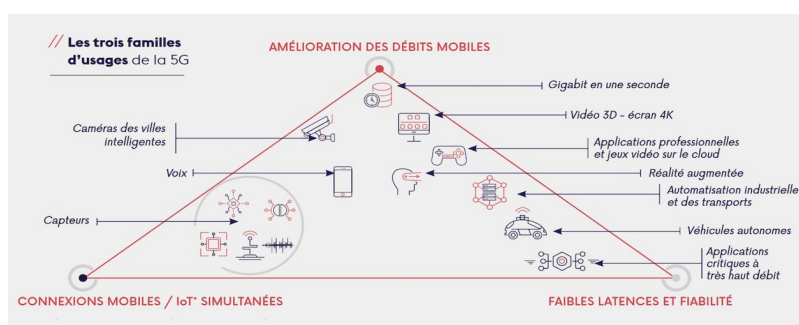 // Les trois familles
d'usages de la 5G
AMÉLIORATION DES DÉBITS MOBILES
Gigabit en une seconde
Vidéo 3D - écran 4K
Caméras des villes
intelligentes
Applications professionnelles
et jeux vidéo sur le cloud
Voix
Réalité augmentée
Automatisation industrielle
et des transports
Capteurs
Véhicules autonomes
Applications
critiques à
très haut débit
CONNEXIONS MOBILES / IoT* SIMULTANÉES
FAIBLES LATENCES ET FIABILITÉ